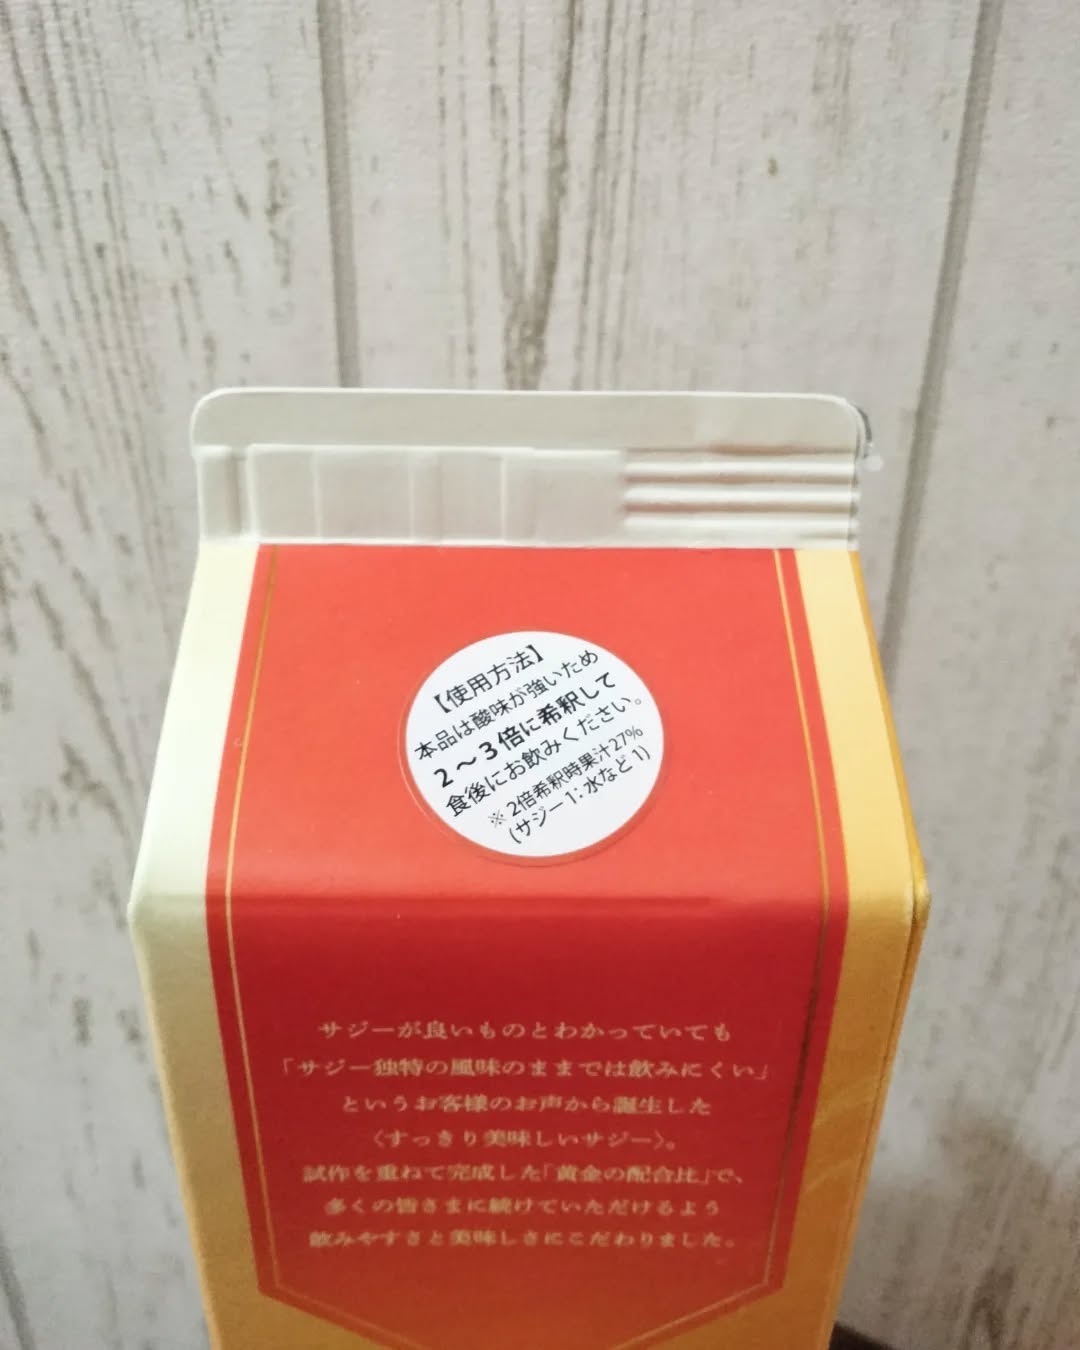 【使用方法】
本品は酸味が強いため
2～3倍に希釈して
食後にお飲みください。
※2倍希釈時果汁27%
(サジー1:水など1)
サジーが良いものとわかっていても
「サジー独特の風味のままでは飲みにくい」
というお客様のお声から誕生した
〈すっきり美味しいサジー〉。
試作を重ねて完成した「黄金の配合比」で、
多くの皆さまに続けていただけるよう
飲みやすさと美味しさにこだわりました。